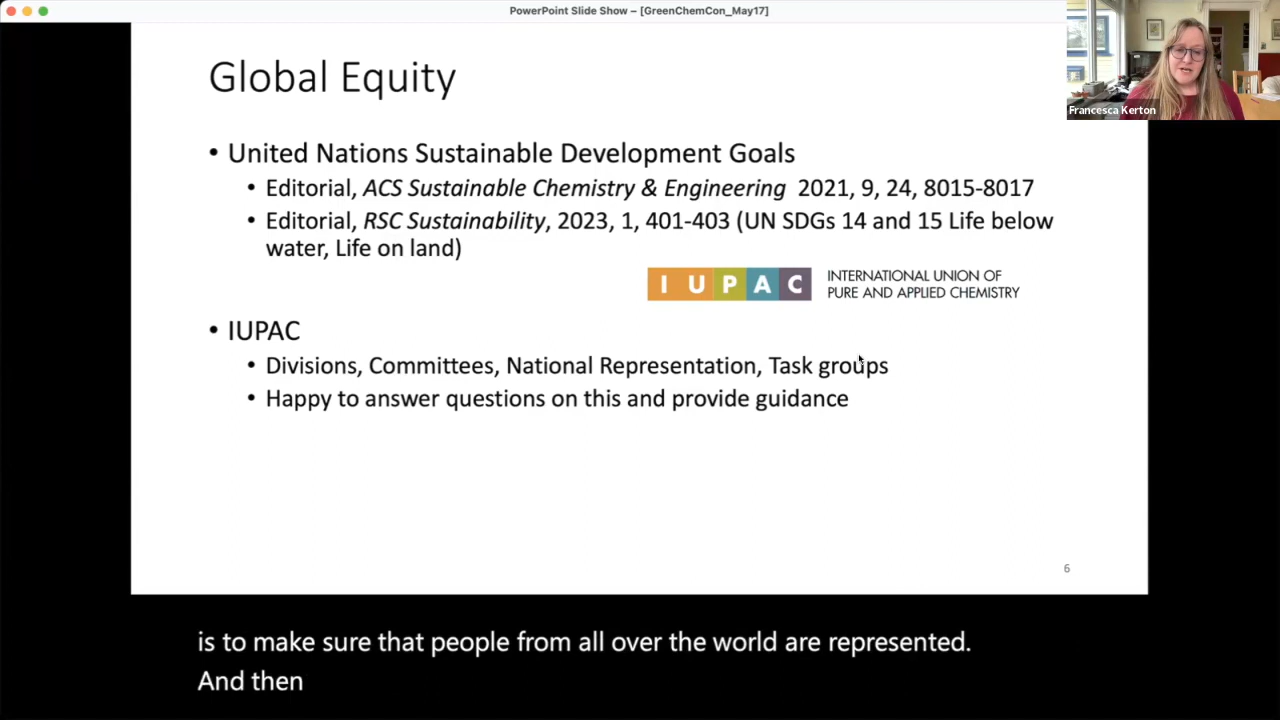 PowerPoint Slide Show – [GreenChemCon_May17]
Francesca Kerton
Global Equity
• United Nations Sustainable Development Goals
• Editorial, ACS Sustainable Chemistry & Engineering 2021, 9, 24, 8015-8017
• Editorial, RSC Sustainability, 2023, 1, 401-403 (UN SDGs 14 and 15 Life below
water, Life on land)
IUPAC
INTERNATIONAL UNION OF
PURE AND APPLIED CHEMISTRY
• IUPAC
• Divisions, Committees, National Representation, Task groups
• Happy to answer questions on this and provide guidance
6
is to make sure that people from all over the world are represented.
And then